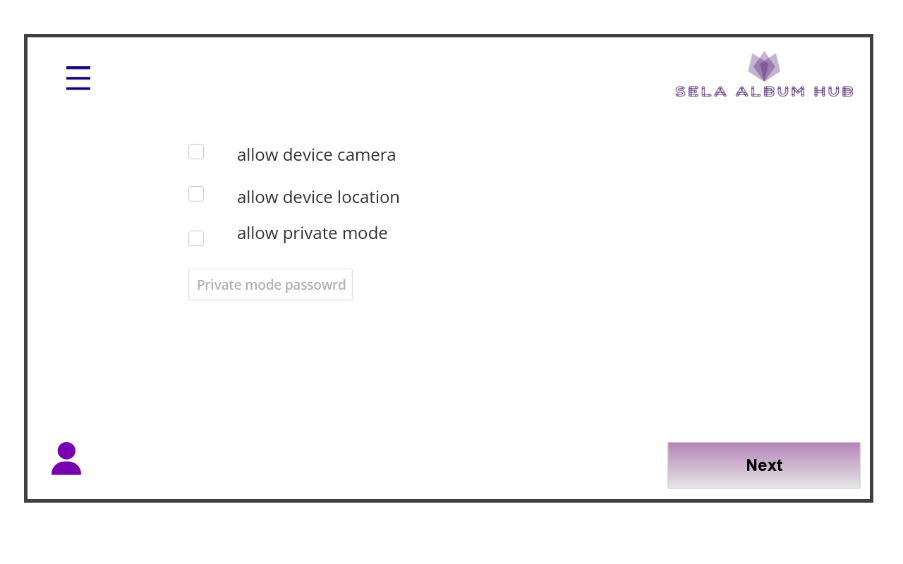 SELA ALBUM HUB
allow device camera
allow device location
allow private mode
Private mode passowrd
Next